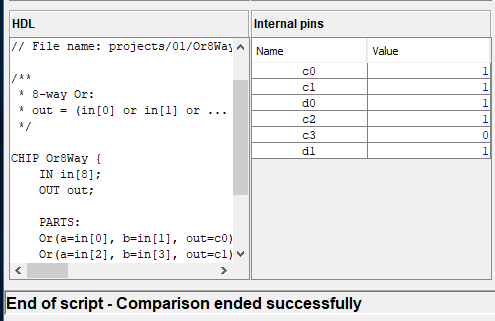 HDL
// File name: projects/01/Or8Way
/**
 * 8-way Or:
 * out = (in[0] or in[1] or ...
 */
CHIP Or8Way {
IN in[8];
OUT out;
PARTS:
Or(a=in[0], b=in[1], out=c0)
Or(a=in[2], b=in[3], out=c1)
Internal pins
Name Value
c0 1
c1 1
d0 1
c2 1
c3 0
d1 1
End of script - Comparison ended successfully